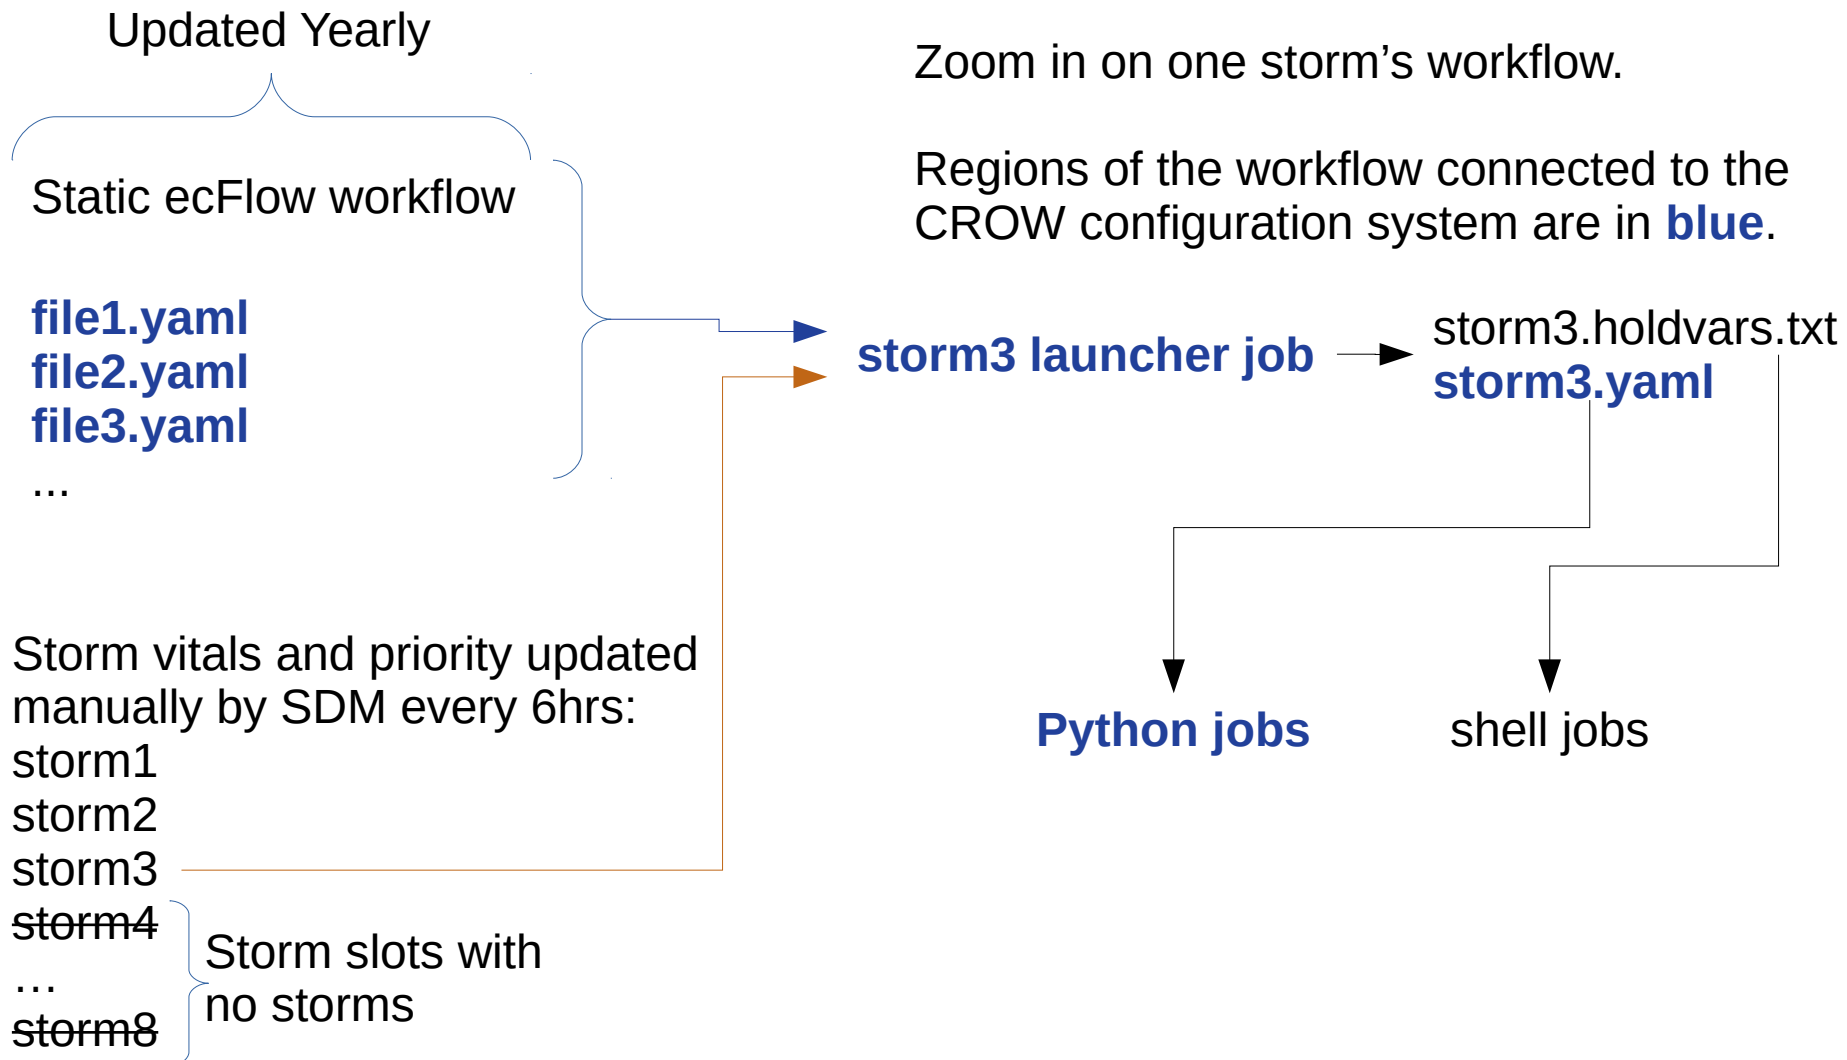 Updated Yearly
Static ecFlow workflow
file1.yaml
file2.yaml
file3.yaml
...
Zoom in on one storm’s workflow.
Regions of the workflow connected to the
CROW configuration system are in blue.
storm3 launcher job
storm3.holdvars.txt
storm3.yaml
Python jobs
shell jobs
Storm vitals and priority updated
manually by SDM every 6hrs:
storm1
storm2
storm3
storm4
…
storm8
Storm slots with
no storms